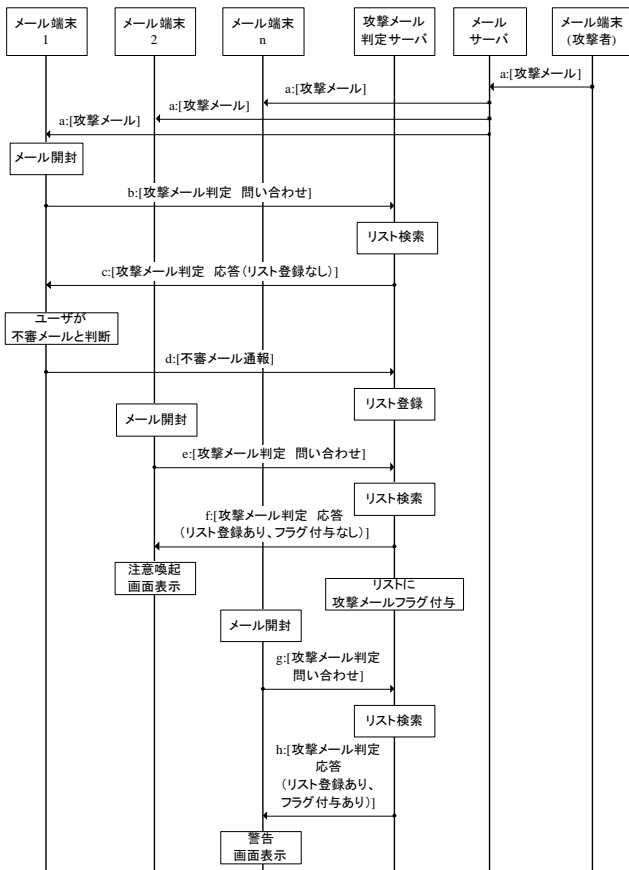 メール端末
1
メール端末
2
メール端末
n
攻撃メール
判定サーバ
メール
サーバ
メール端末
(攻撃者)
a:[攻撃メール]
a:[攻撃メール]
a:[攻撃メール]
a:[攻撃メール]
メール開封
b:[攻撃メール判定　問い合わせ]
リスト検索
c:[攻撃メール判定　応答(リスト登録なし)]
ユーザが
不審メールと判断
d:[不審メール通報]
リスト登録
メール開封
e:[攻撃メール判定　問い合わせ]
リスト検索
f:[攻撃メール判定　応答
(リスト登録あり、フラグ付与なし)]
注意喚起
画面表示
リストに
攻撃メールフラグ付与
メール開封
g:[攻撃メール判定
問い合わせ]
リスト検索
h:[攻撃メール判定
応答
(リスト登録あり、
フラグ付与あり)]
警告
画面表示